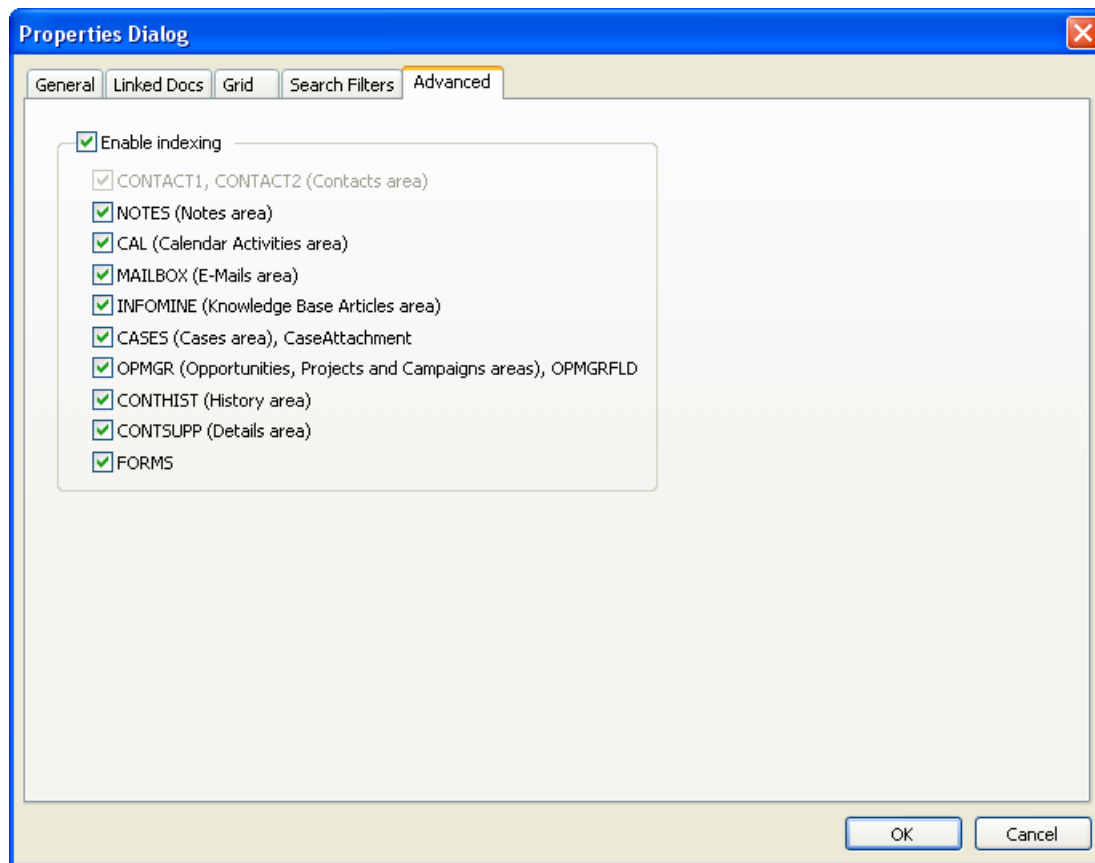 Properties Dialog
General Linked Docs Grid Search Filters Advanced
Enable indexing
CONTACT1, CONTACT2 (Contacts area)
NOTES (Notes area)
CAL (Calendar Activities area)
MAILBOX (E-Mails area)
INFOMINE (Knowledge Base Articles area)
CASES (Cases area), CaseAttachment
OPMGR (Opportunities, Projects and Campaigns areas), OPMGRFLD
CONTHIST (History area)
CONTSUPP (Details area)
FORMS
OK Cancel